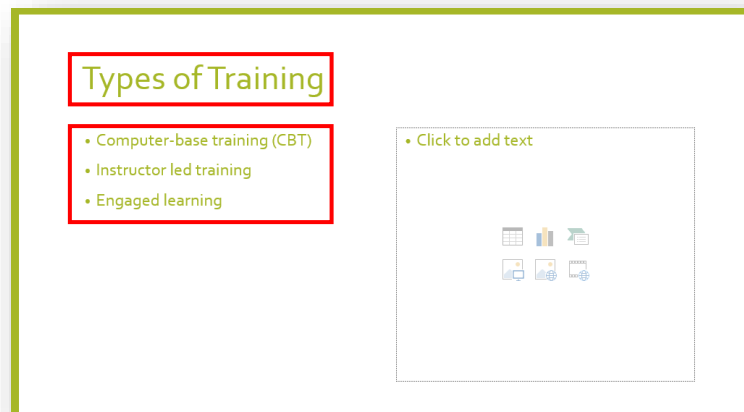 Types of Training
• Computer-base training (CBT)
• Instructor led training
• Engaged learning
• Click to add text